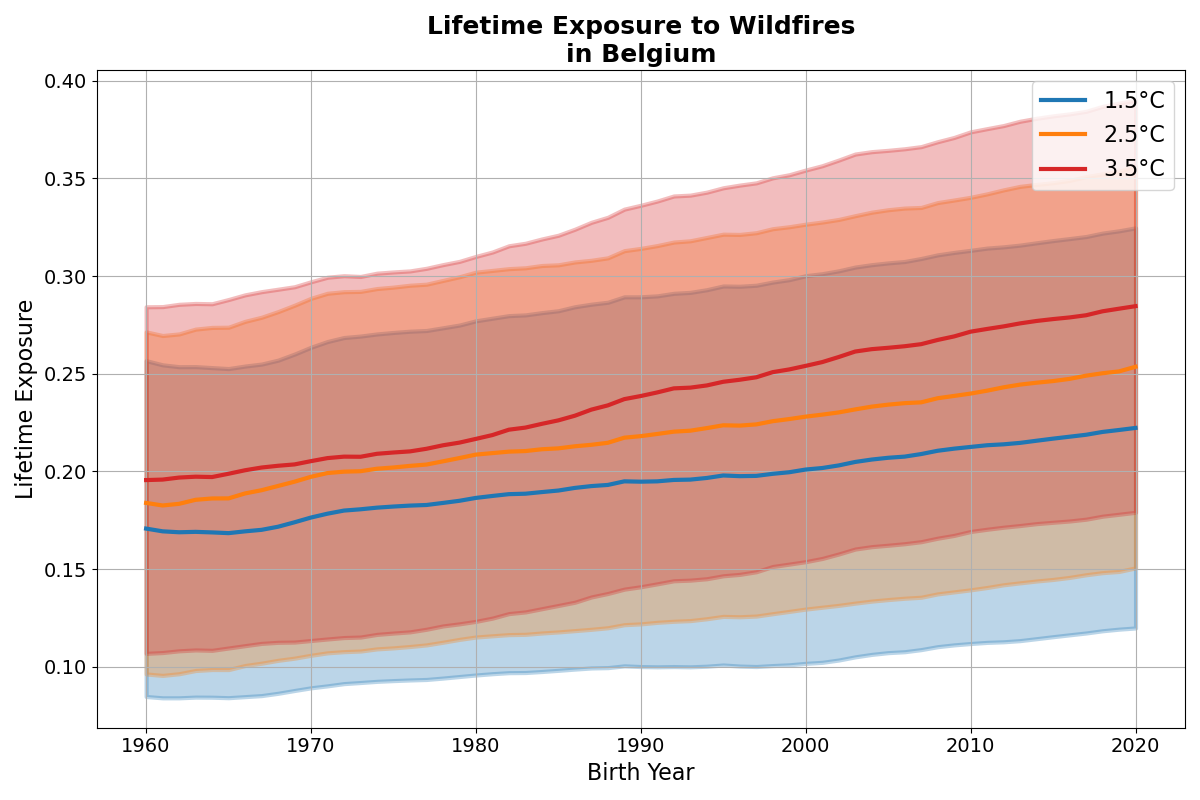 Lifetime Exposure to Wildfires
in Belgium
0.40
0.35
0.30
0.25
0.20
0.15
0.10
Lifetime Exposure
1.5°C
2.5°C
3.5°C
1960
1970
1980
1990
2000
2010
2020
Birth Year